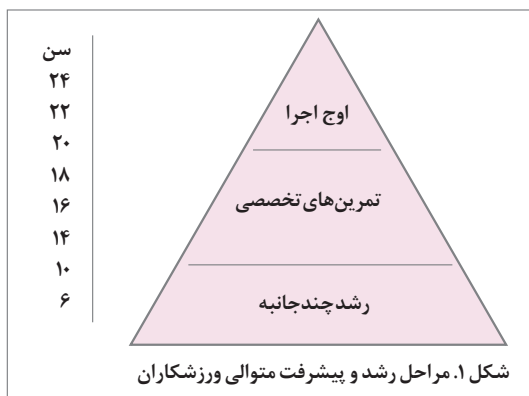 سن
۲۴
۲۲
۲۰
۱۸
۱۶
۱۴
۱۰
۶
اوج اجرا
تمرین‌های تخصصی
رشد چندجانبه
شکل ۱. مراحل رشد و پیشرفت متوالی ورزشکاران